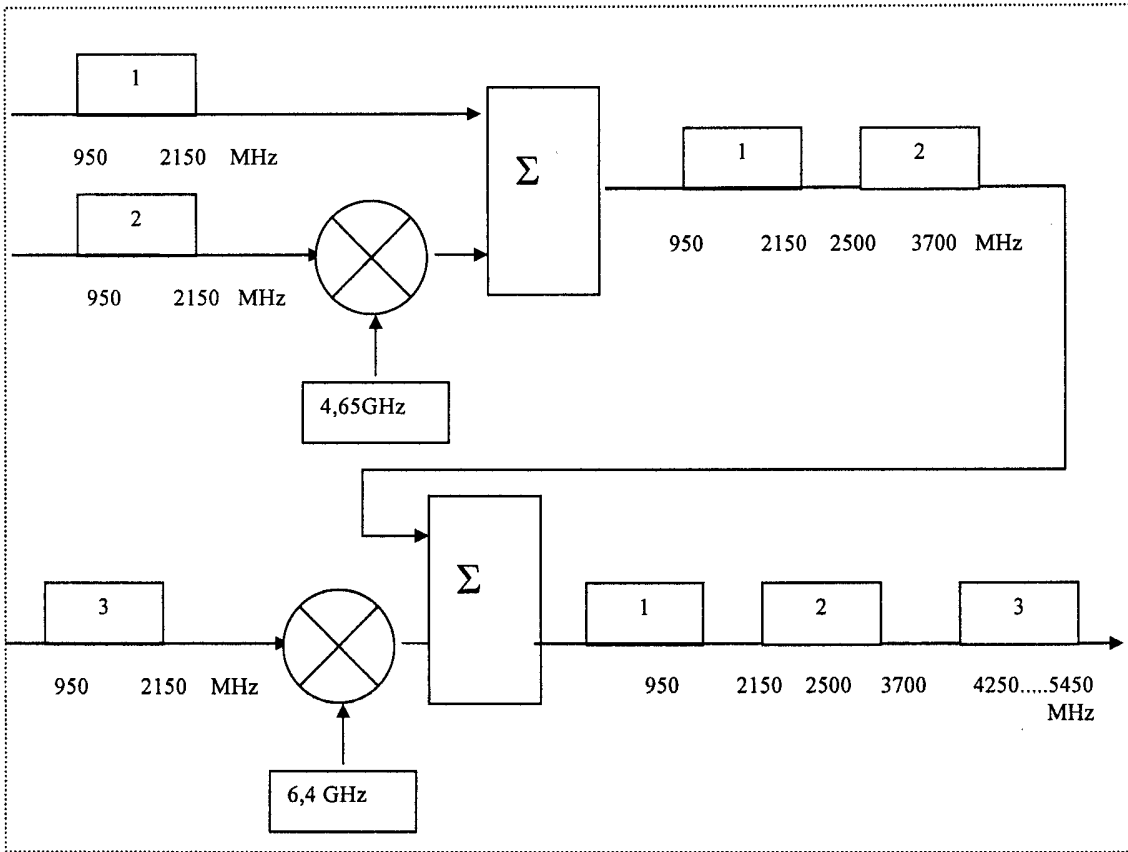 1
950 2150 MHz
2
950 2150 MHz
Σ
1 2
950 2150 2500 3700 MHz
4,65GHz
3
950 2150 MHz
Σ
1 2 3
950 2150 2500 3700 4250.....5450
MHz
6,4 GHz